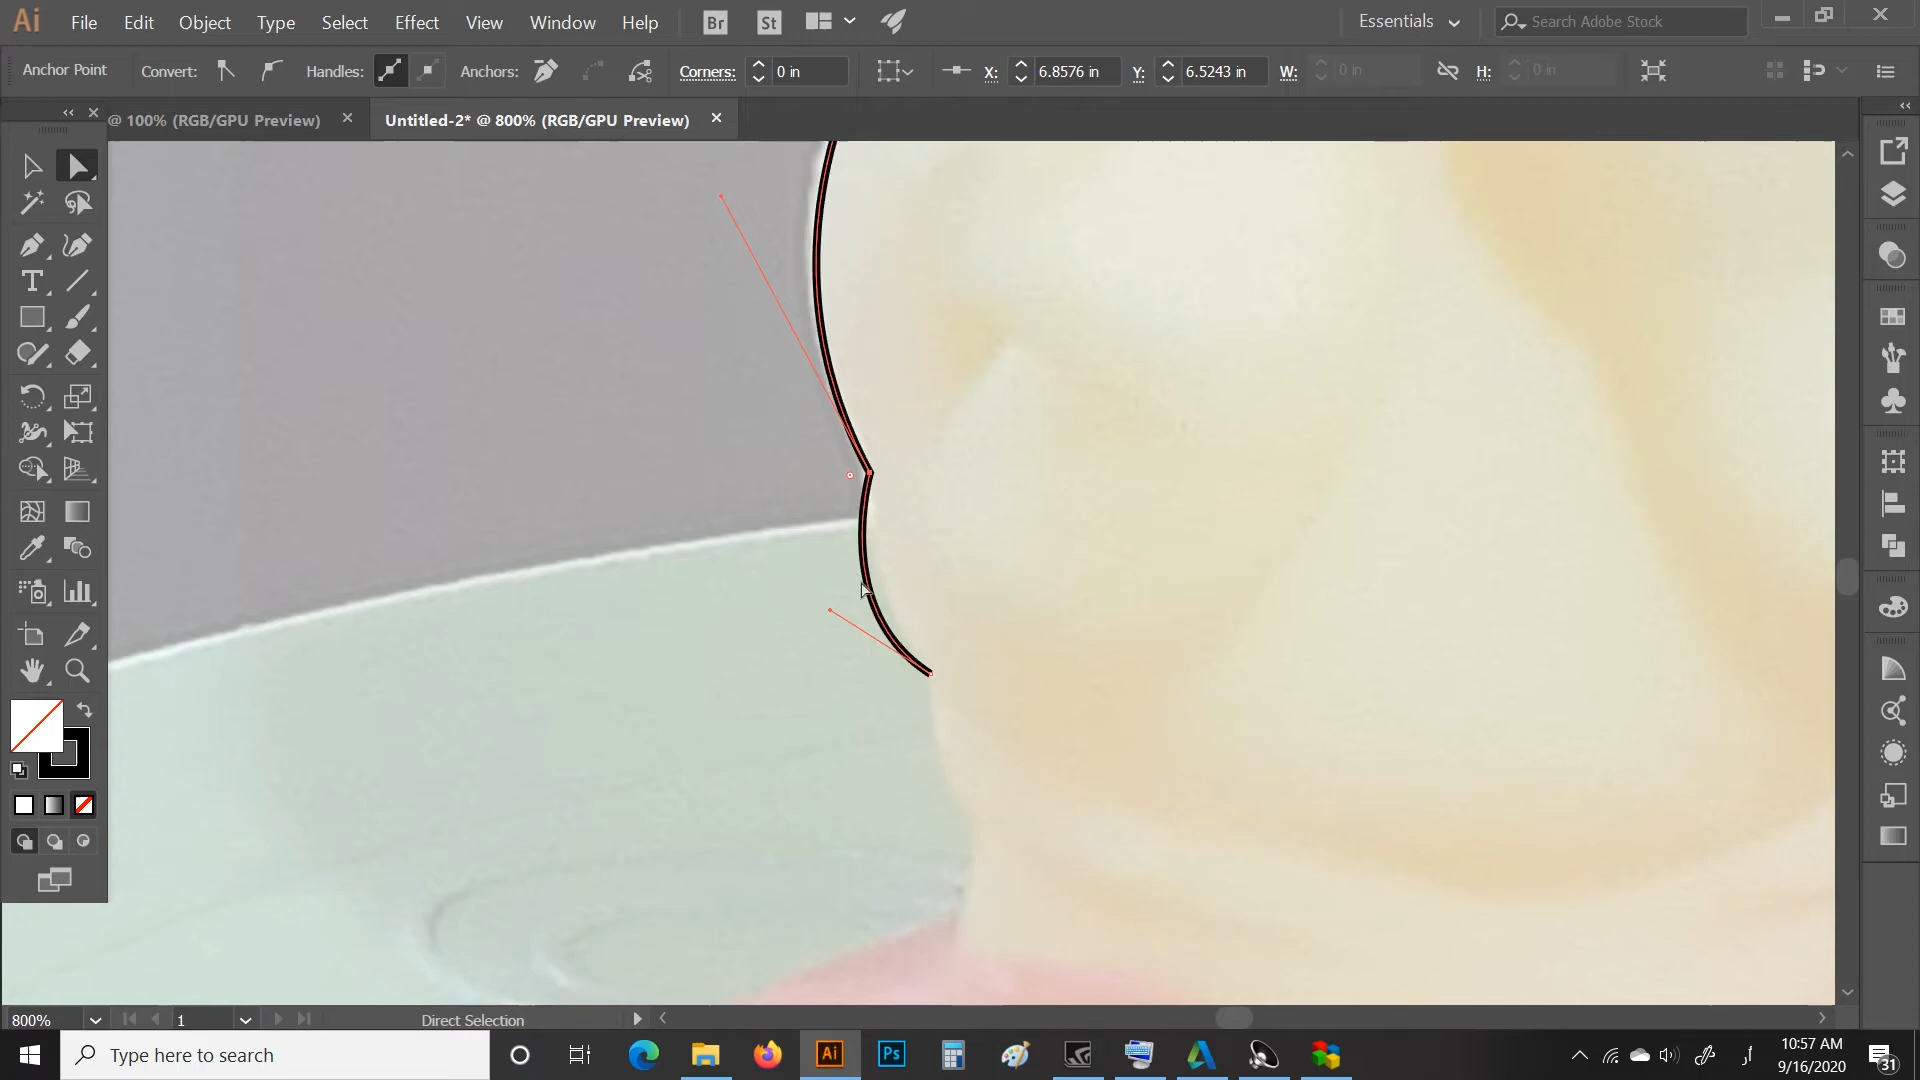 Ai File Edit Object Type Select Effect View Window Help Br St Essentials Search Adobe Stock
Anchor Point Convert: Handles: Anchors: Corners: 0 in X: 6.8576 in Y: 6.5243 in W: 0 in H: 0 in
@ 100% (RGB/GPU Preview) Untitled-2* @ 800% (RGB/GPU Preview)
800% 1 Direct Selection
Type here to search Ai Ps 10:57 AM
9/16/2020 31